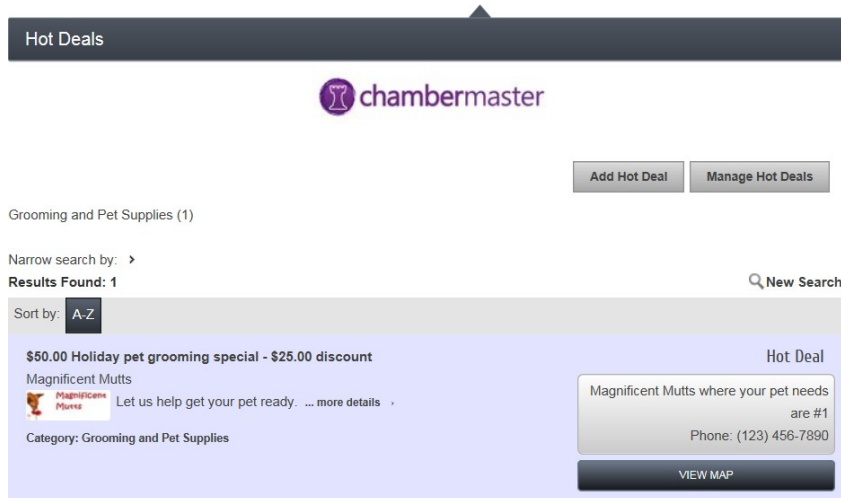 Hot Deals
chambermaster
Add Hot Deal Manage Hot Deals
Grooming and Pet Supplies (1)
Narrow search by: >
Results Found: 1 New Search
Sort by: A-Z
$50.00 Holiday pet grooming special - $25.00 discount Hot Deal
Magnificent Mutts
Magnificent
Mutts
Let us help get your pet ready. ... more details ›
Category: Grooming and Pet Supplies
Magnificent Mutts where your pet needs
are #1
Phone: (123) 456-7890
VIEW MAP